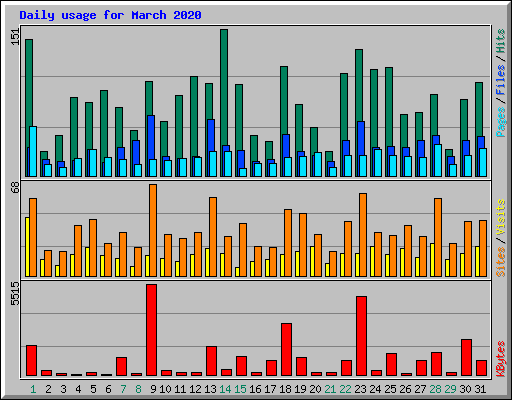 Daily usage for March 2020
151
Pages / Files / Hits
68
Sites / Visits
5515
KBytes
1 2 3 4 5 6 7 8 9 10 11 12 13 14 15 16 17 18 19 20 21 22 23 24 25 26 27 28 29 30 31